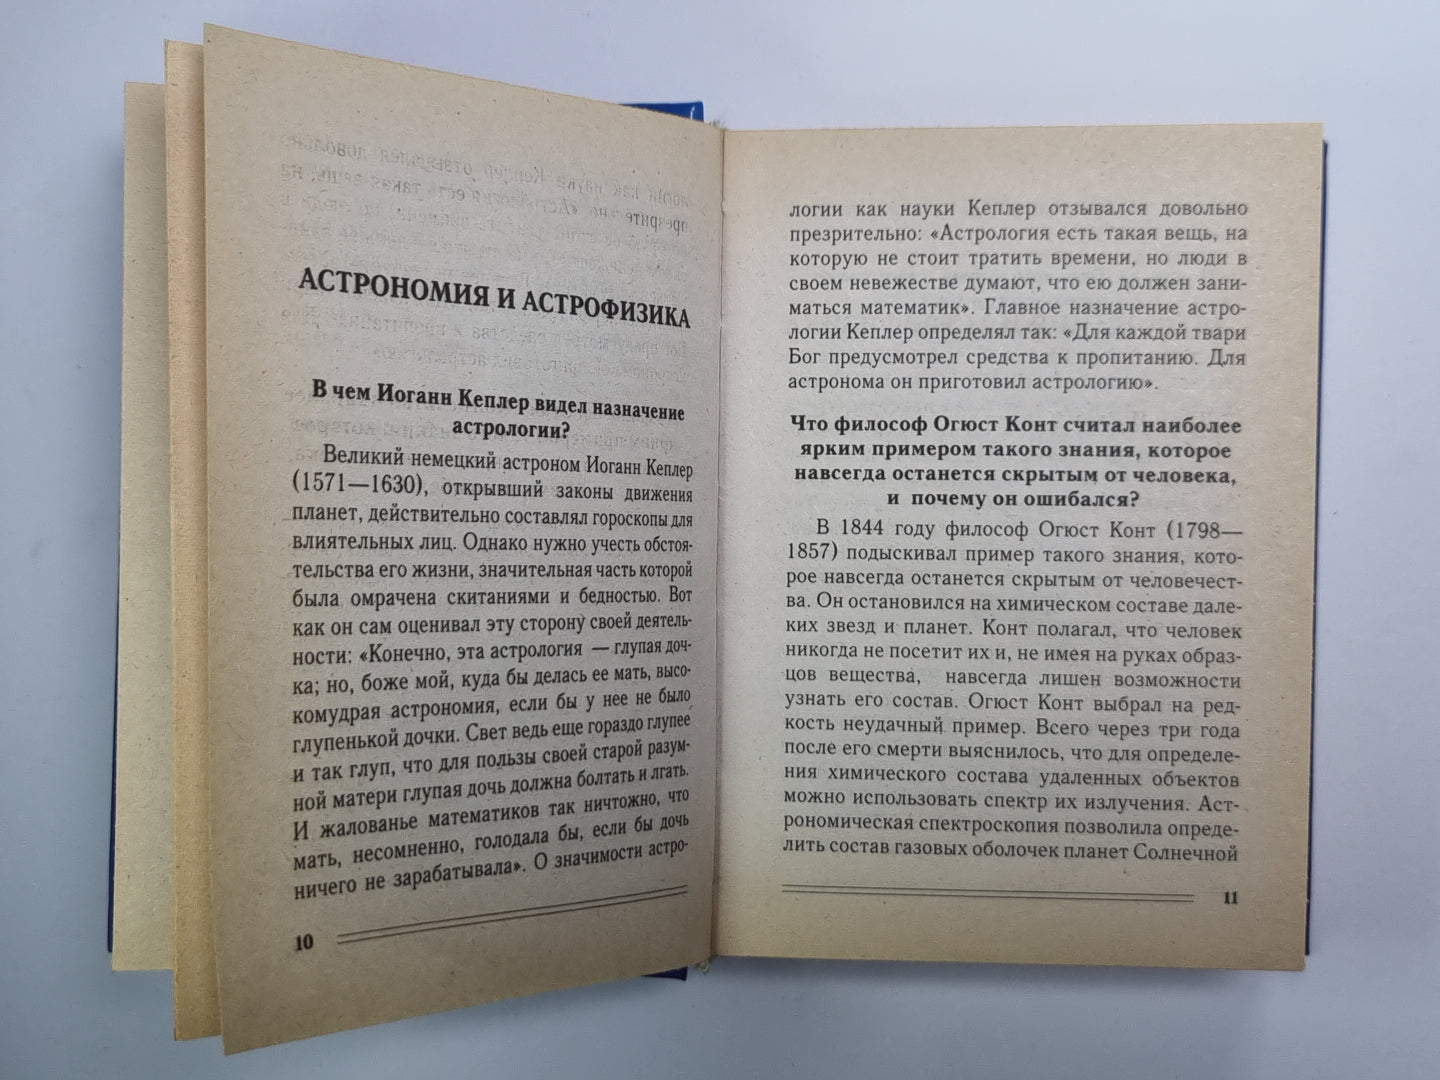 АСТРОНОМИЯ И АСТРОФИЗИКА
В чем Иоганн Кеплер видел назначение
астрологии?
Великий немецкий астроном Иоганн Кеплер
(1571—1630), открывший законы движения
планет, действительно составлял гороскопы для
влиятельных лиц. Однако нужно учесть обстоя-
тельства его жизни, значительная часть которой
была омрачена скитаниями и бедностью. Вот
как он сам оценивал эту сторону своей деятель-
ности: «Конечно, эта астрология — глупая доч-
ка; но, боже мой, куда бы делась ее мать, высо-
комудрая астрономия, если бы у нее не было
глупенькой дочки. Свет ведь еще гораздо глупее
и так глуп, что для пользы своей старой разум-
ной матери глупая дочь должна болтать и лгать.
И жалованье математиков так ничтожно, что
мать, несомненно, голодала бы, если бы дочь
ничего не зарабатывала». О значимости астро-
10
логии как науки Кеплер отзывался довольно
презрительно: «Астрология есть такая вещь, на
которую не стоит тратить времени, но люди в
своем невежестве думают, что ею должен зани-
маться математик». Главное назначение астро-
логии Кеплер определял так: «Для каждой твари
Бог предусмотрел средства к пропитанию. Для
астронома он приготовил астрологию».
Что философ Огюст Конт считал наиболее
ярким примером такого знания, которое
навсегда останется скрытым от человека,
и почему он ошибался?
В 1844 году философ Огюст Конт (1798—
1857) подыскивал пример такого знания, кото-
рое навсегда останется скрытым от человечест-
ва. Он остановился на химическом составе дале-
ких звезд и планет. Конт полагал, что человек
никогда не посетит их и, не имея на руках образ-
цов вещества, навсегда лишен возможности
узнать его состав. Огюст Конт выбрал на ред-
кость неудачный пример. Всего через три года
после его смерти выяснилось, что для определе-
ния химического состава удаленных объектов
можно использовать спектр их излучения. Аст-
рономическая спектроскопия позволила опреде-
лить состав газовых оболочек планет Солнечной
11